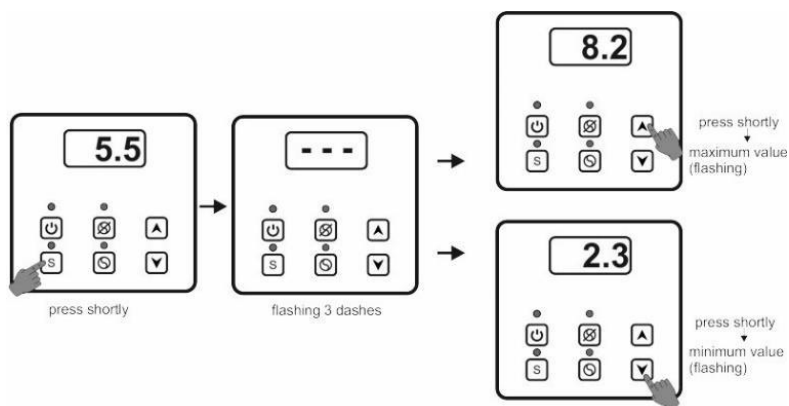 5.5
S
press shortly
- - -
S
flashing 3 dashes
8.2
S
press shortly
maximum value
(flashing)
2.3
S
press shortly
minimum value
(flashing)